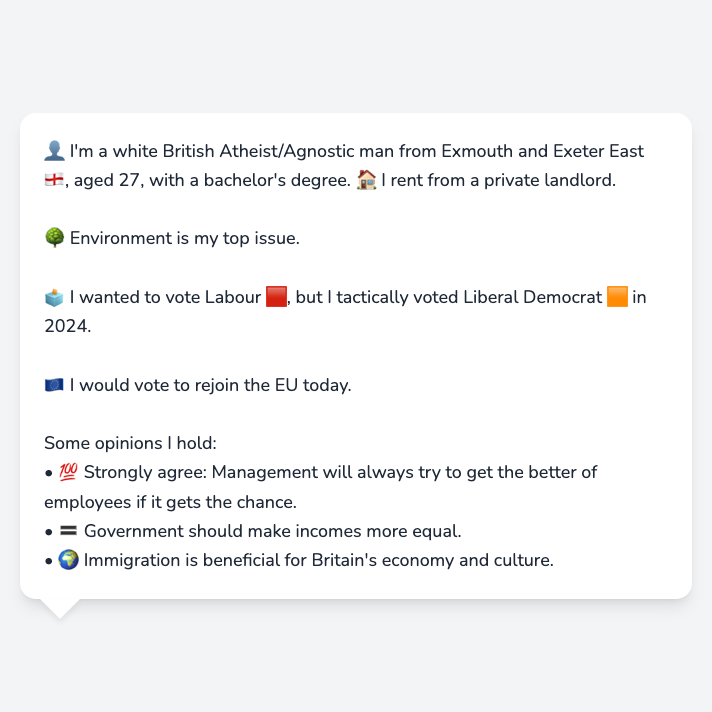 👤 I'm a white British Atheist/Agnostic man from Exmouth and Exeter East
🏴󠁧󠁢󠁥󠁮󠁧󠁿, aged 27, with a bachelor's degree. 🏠 I rent from a private landlord.
🌳 Environment is my top issue.
🗳️ I wanted to vote Labour 🟥, but I tactically voted Liberal Democrat 🟧 in
2024.
🇪🇺 I would vote to rejoin the EU today.
Some opinions I hold:
• 💯 Strongly agree: Management will always try to get the better of
employees if it gets the chance.
• 🟰 Government should make incomes more equal.
• 🌍 Immigration is beneficial for Britain's economy and culture.